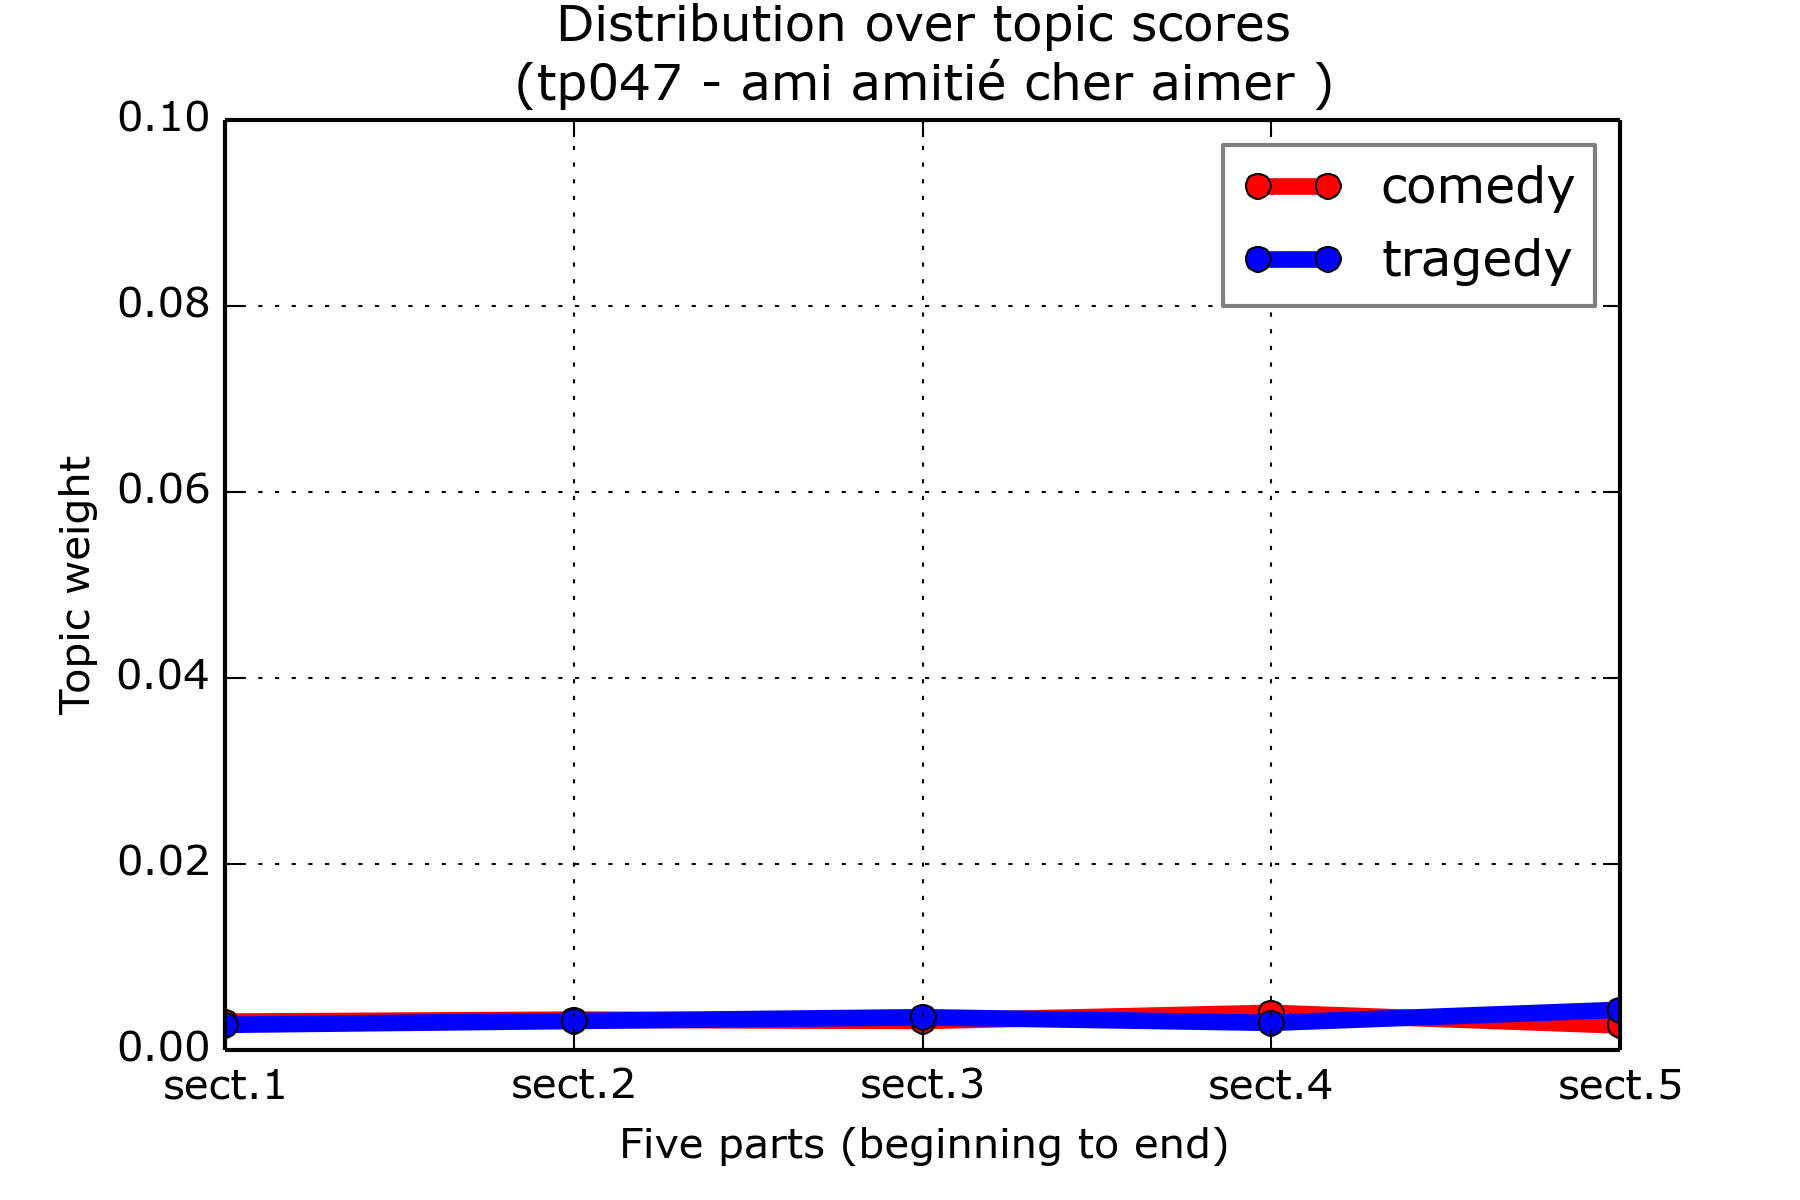 Distribution over topic scores
(tp047 - ami amitié cher aimer )
0.10
0.08
0.06
0.04
0.02
0.00
Topic weight
comedy
tragedy
sect.1 sect.2 sect.3 sect.4 sect.5
Five parts (beginning to end)